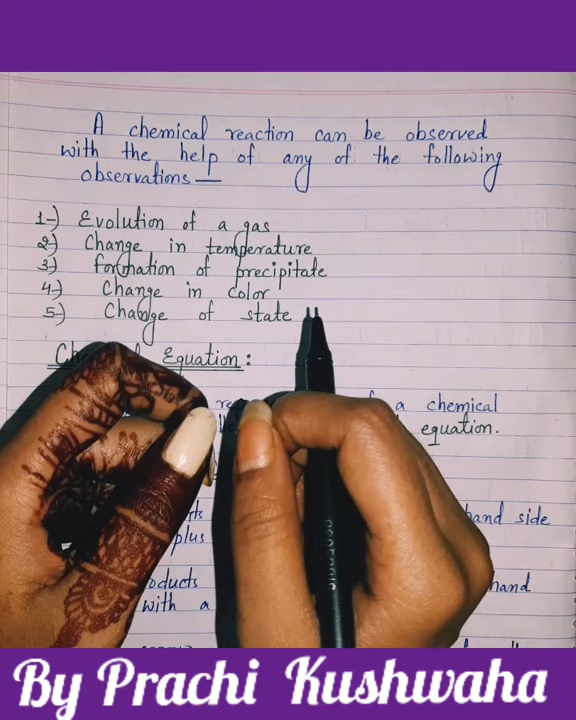 A chemical reaction can be observed
with the help of any of the following
observations —
1-) Evolution of a gas
2-) Change in temperature
3-) formation of precipitate
4-) Change in color
5-) Change of state
Equation:
of a chemical
equation.
hand side
plus
with a
hand
By Prachi Kushwaha